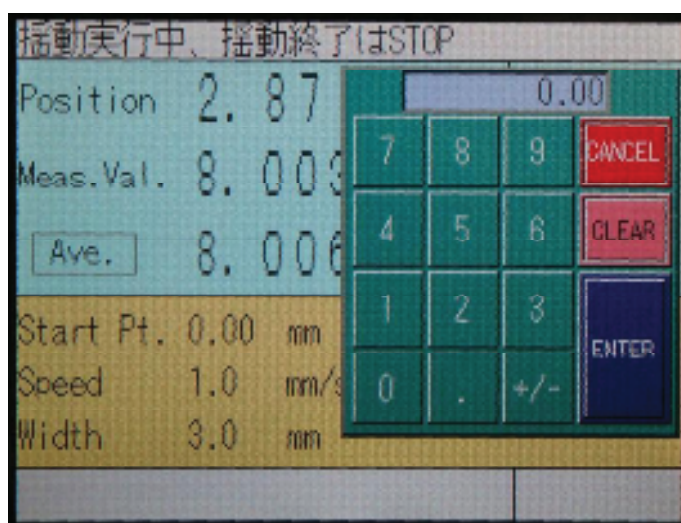 揺動実行中、揺動終了はSTOP
Position 2.87
Meas.Val. 8.003
Ave. 8.006
Start Pt. 0.00 mm
Speed 1.0 mm/s
Width 3.0 mm
0.00
7 8 9 CANCEL
4 5 6 CLEAR
1 2 3
ENTER
0 . +/-